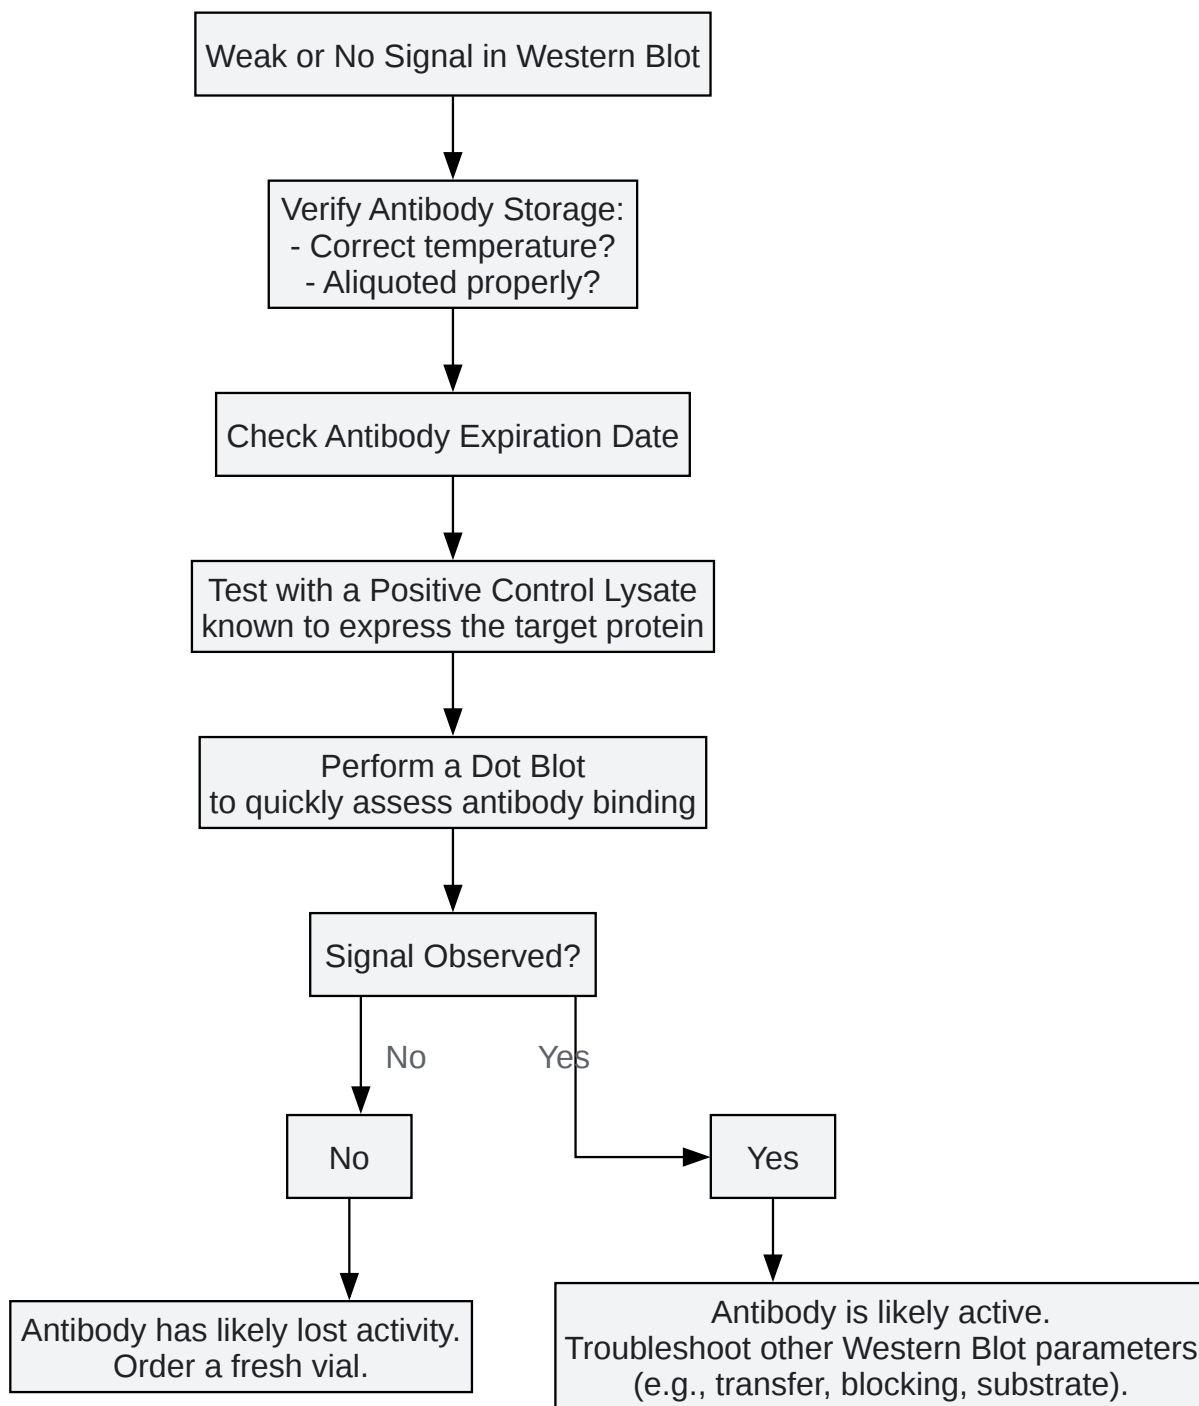 Weak or No Signal in Western Blot
Verify Antibody Storage:
- Correct temperature?
- Aliquoted properly?
Check Antibody Expiration Date
Test with a Positive Control Lysate
known to express the target protein
Perform a Dot Blot
to quickly assess antibody binding
Signal Observed?
No
Yes
No
Yes
Antibody has likely lost activity.
Order a fresh vial.
Antibody is likely active.
Troubleshoot other Western Blot parameters
(e.g., transfer, blocking, substrate).